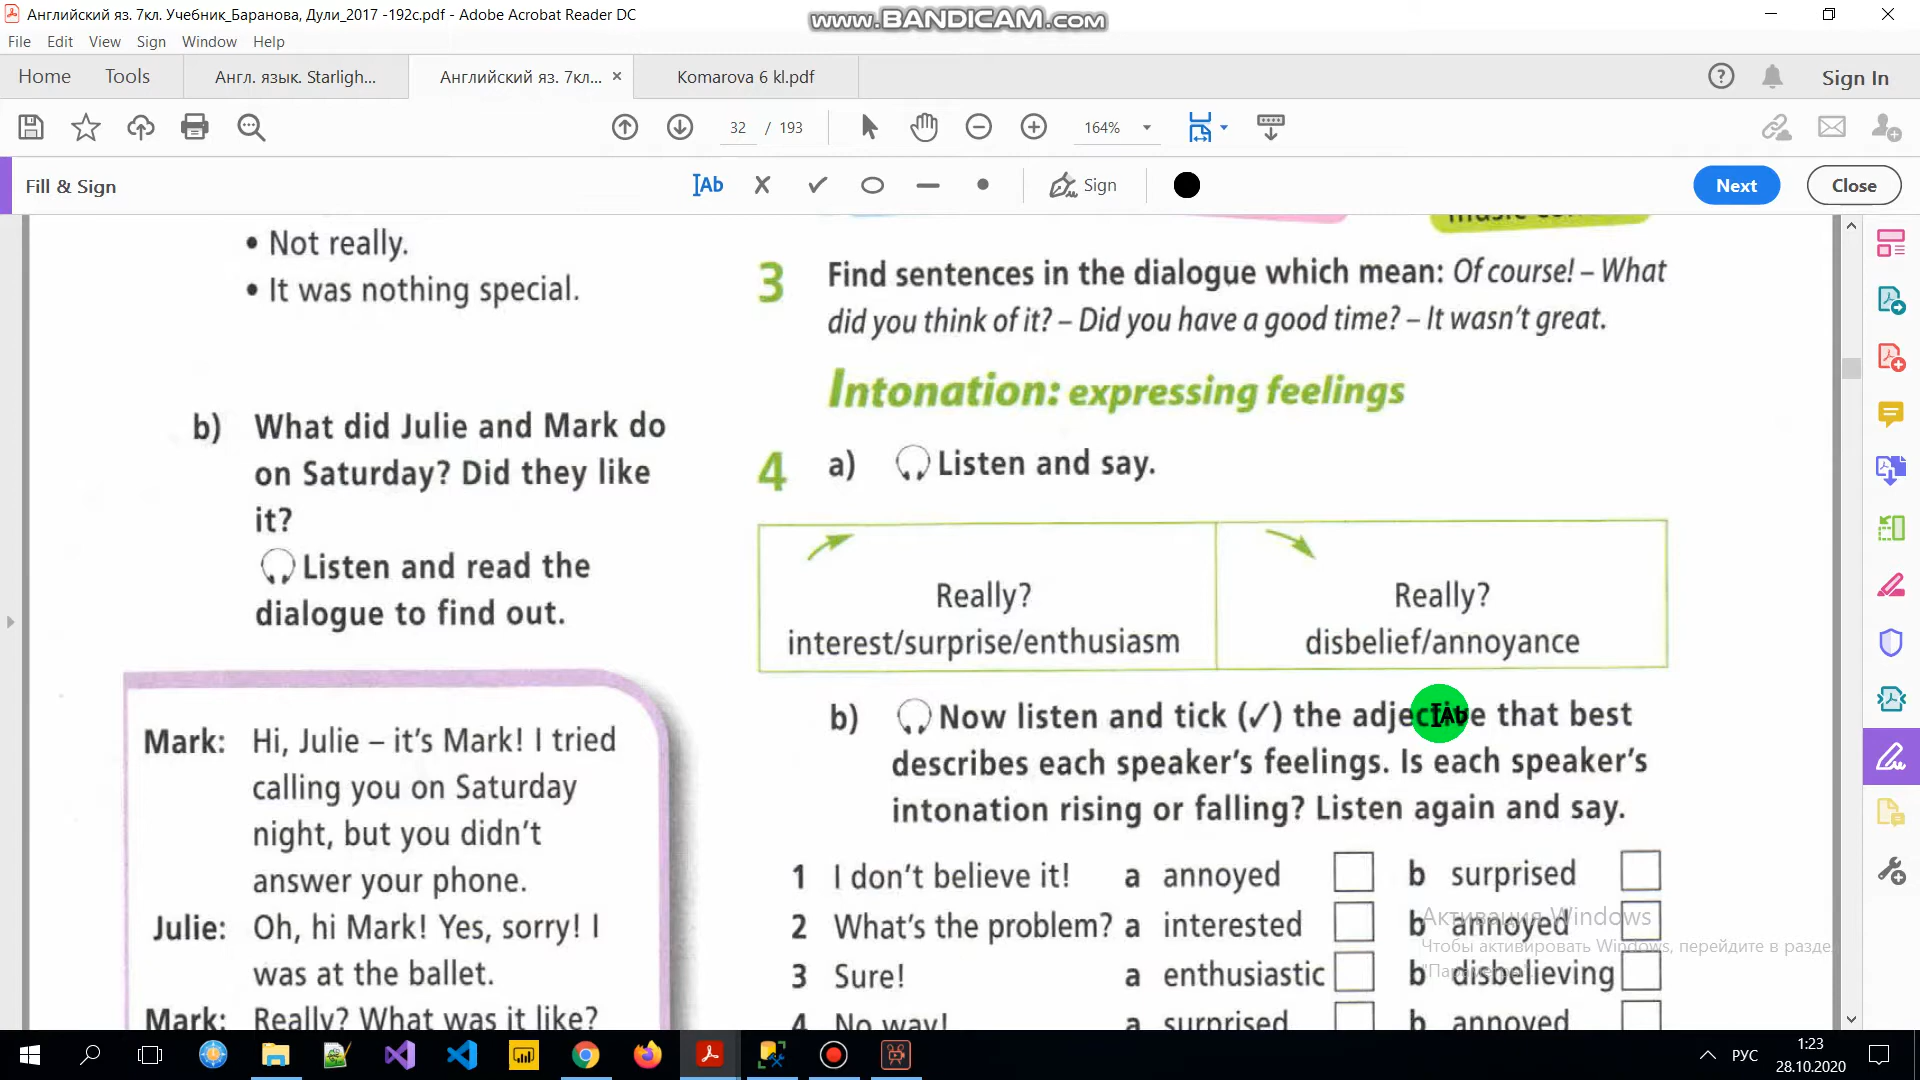 Английский яз. 7кл. Учебник_Баранова, Дули_2017 -192с.pdf - Adobe Acrobat Reader DC
www.BANDICAM.com
File Edit View Sign Window Help
Home Tools Англ. язык. Starligh... Английский яз. 7кл... × Komarova 6 kl.pdf Sign In
32 / 193 164%
Fill & Sign Ab Sign Next Close
• Not really.
• It was nothing special.
b) What did Julie and Mark do
on Saturday? Did they like
it?
Listen and read the
dialogue to find out.
Mark: Hi, Julie – it's Mark! I tried
calling you on Saturday
night, but you didn't
answer your phone.
Julie: Oh, hi Mark! Yes, sorry! I
was at the ballet.
Mark: Really? What was it like?
3 Find sentences in the dialogue which mean: Of course! – What
did you think of it? – Did you have a good time? – It wasn't great.
Intonation: expressing feelings
4 a) Listen and say.
Really?
interest/surprise/enthusiasm
Really?
disbelief/annoyance
b) Now listen and tick (✓) the adjective that best
describes each speaker's feelings. Is each speaker's
intonation rising or falling? Listen again and say.
1 I don't believe it! a annoyed b surprised
2 What's the problem? a interested b annoyed
3 Sure! a enthusiastic b disbelieving
4 No way! a surprised b annoyed
Активация Windows
Чтобы активировать Windows, перейдите в раздел
"Параметры".
РУС
1:23
28.10.2020